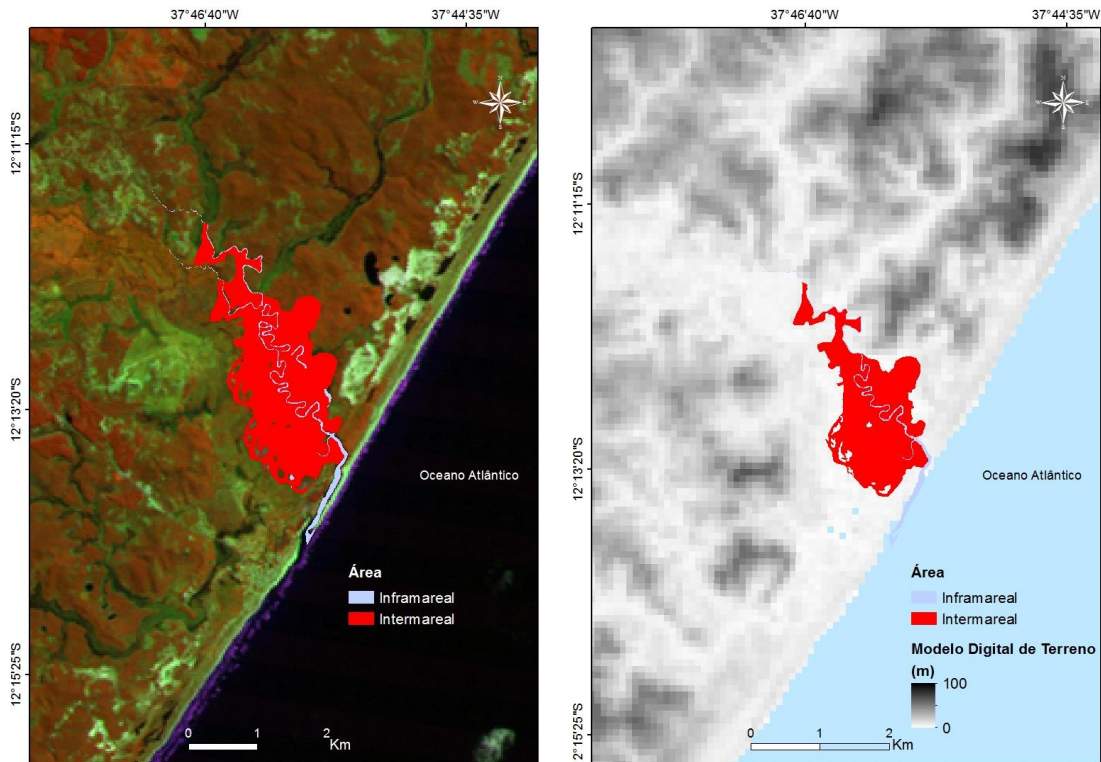 37°46'40"W
37°44'35"W
12°11'15"S
12°13'20"S
12°15'25"S
N
W
E
S
Oceano Atlântico
Área
Inframareal
Intermareal
0 1 2
Km
37°46'40"W
37°44'35"W
12°11'15"S
12°13'20"S
2°15'25"S
N
W
E
S
Oceano Atlântico
Área
Inframareal
Intermareal
Modelo Digital de Terreno
(m)
100
0
0 1 2
Km